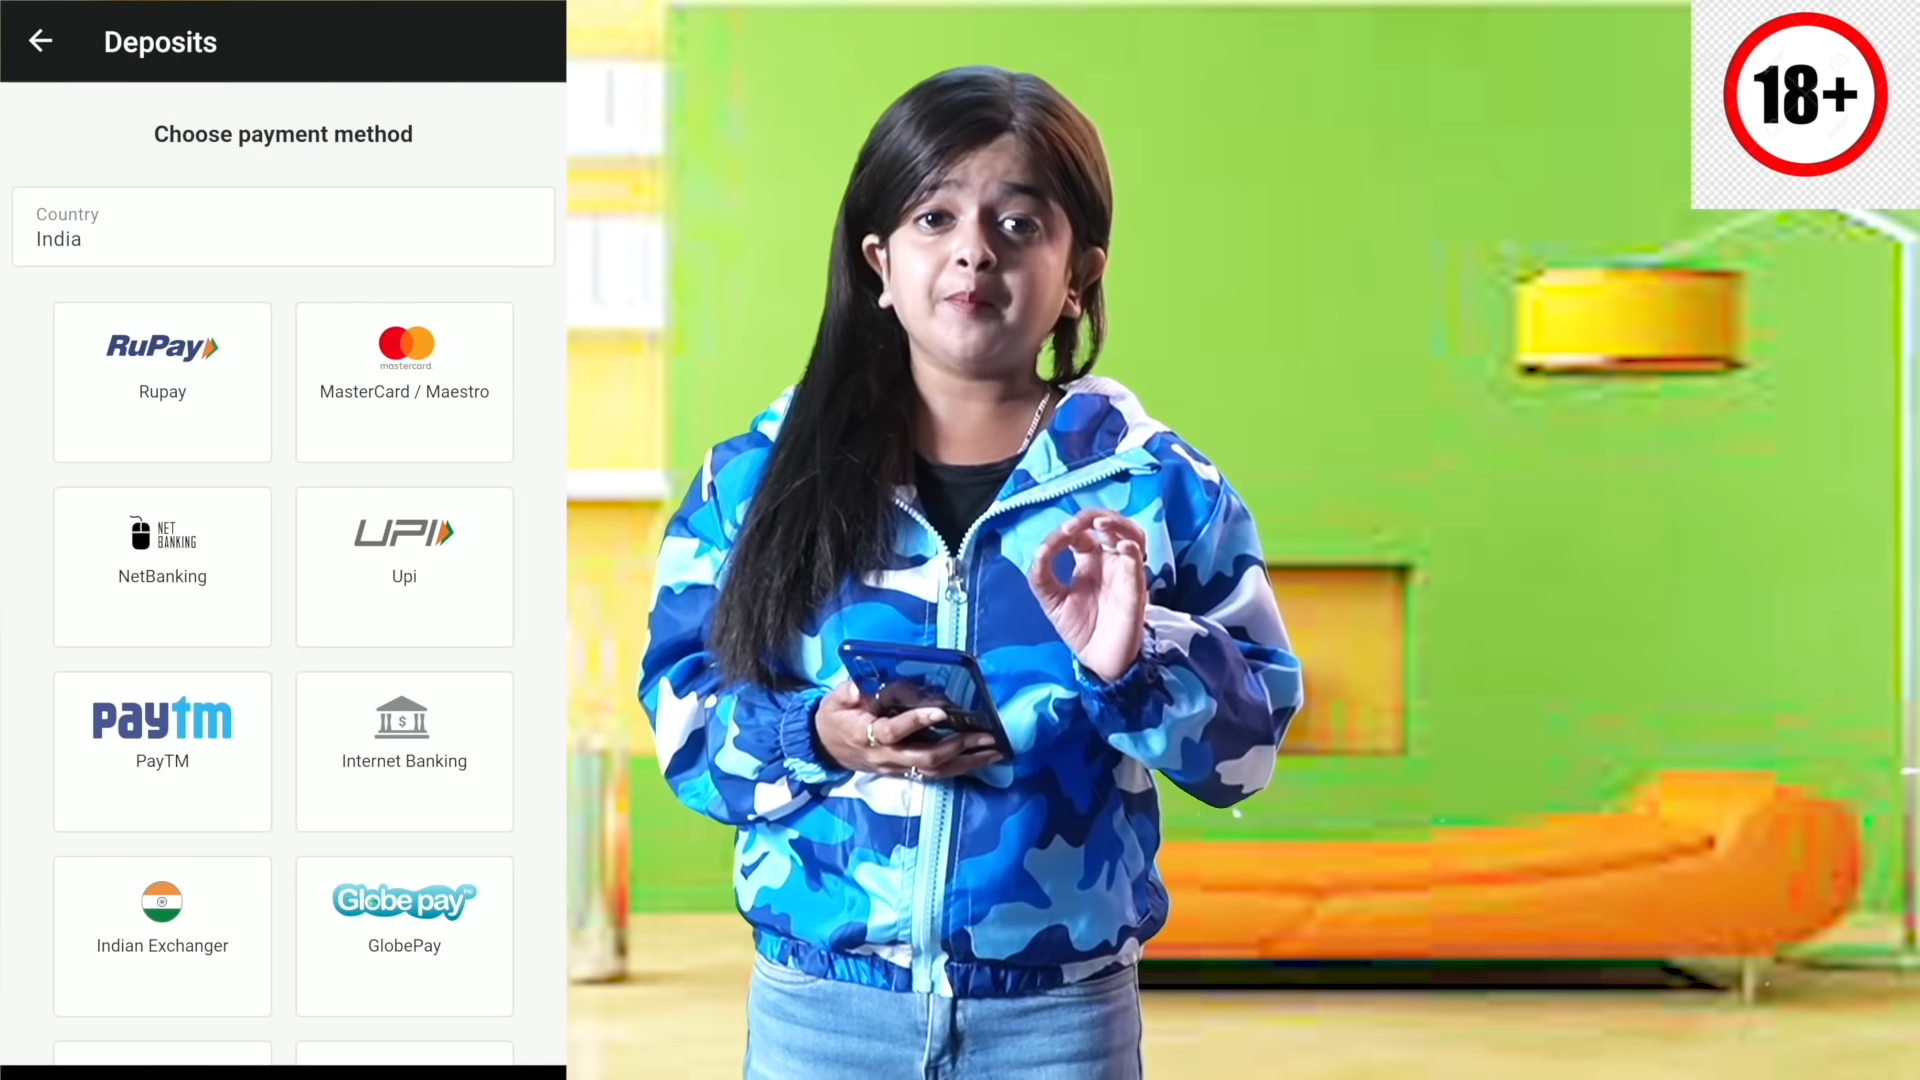 Deposits
Choose payment method
Country
India
RuPay
Rupay
mastercard
MasterCard / Maestro
NET
BANKING
NetBanking
UPI
Upi
paytm
PayTM
$
Internet Banking
Indian Exchanger
Globe pay inc
GlobePay
18+